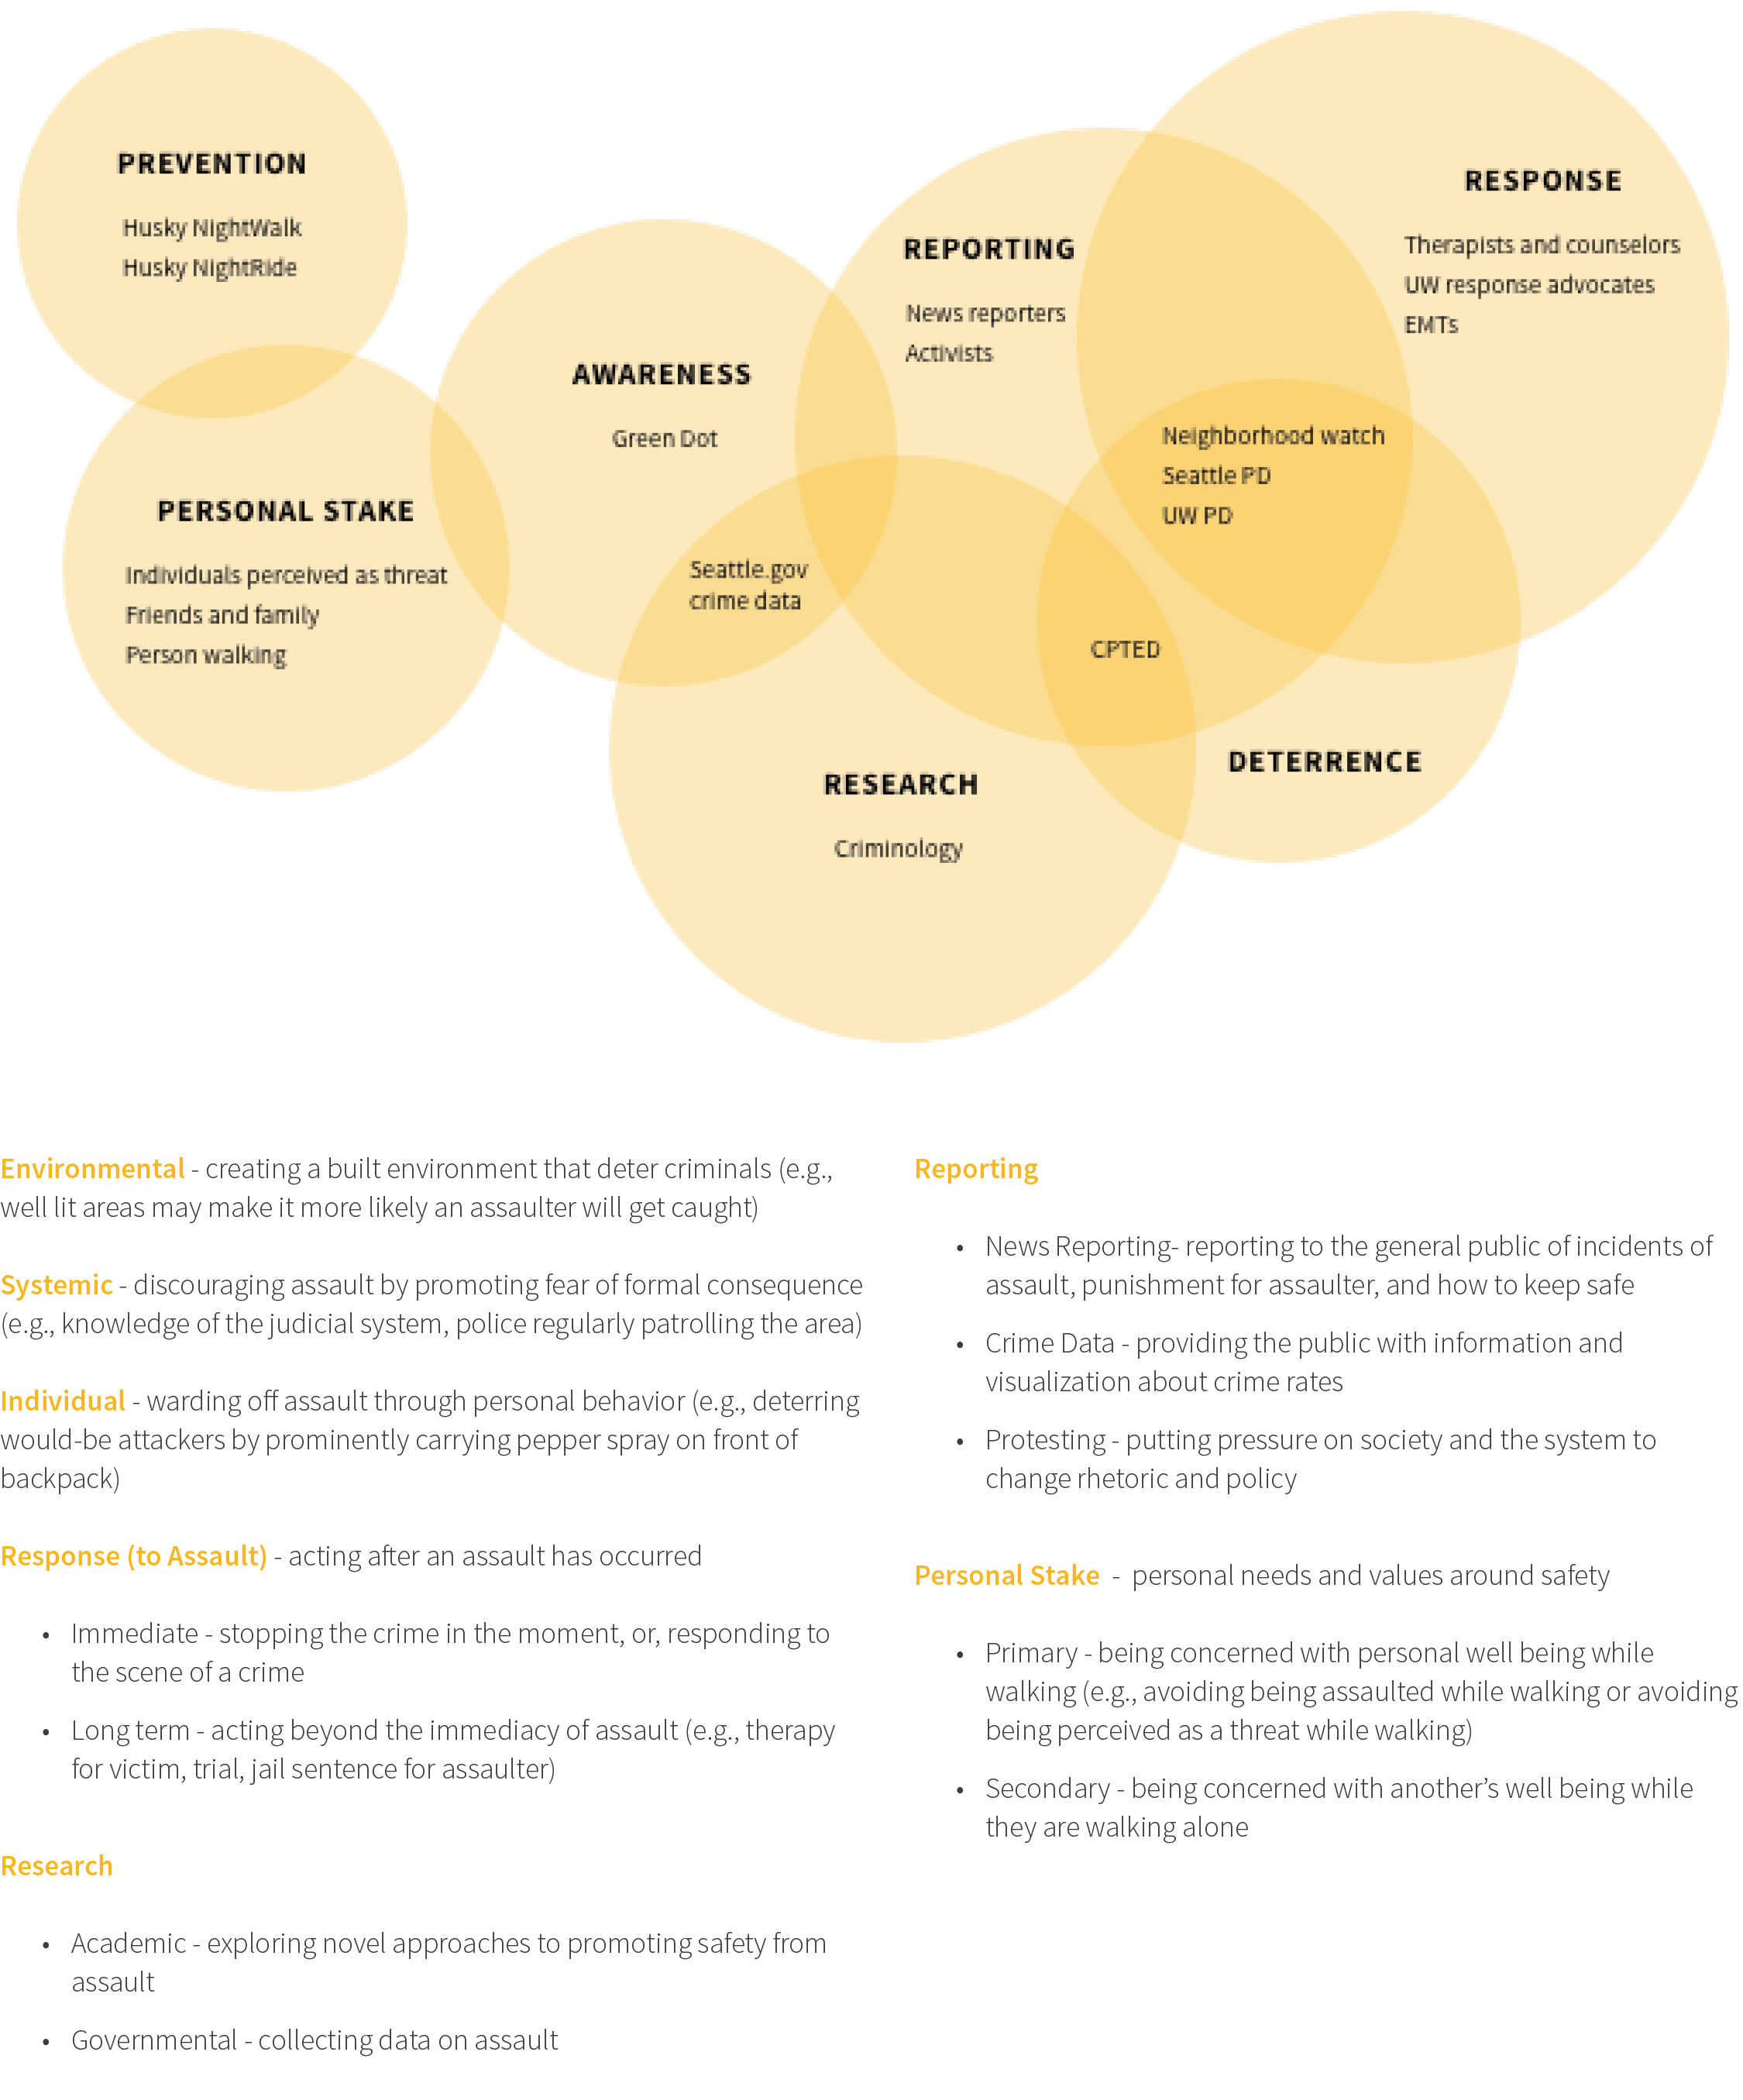 PREVENTION
Husky NightWalk
Husky NightRide
PERSONAL STAKE
Individuals perceived as threat
Friends and family
Person walking
AWARENESS
Green Dot
Seattle.gov
crime data
REPORTING
News reporters
Activists
RESPONSE
Therapists and counselors
UW response advocates
EMTs
Neighborhood watch
Seattle PD
UW PD
CPTED
DETERRENCE
RESEARCH
Criminology
Environmental - creating a built environment that deter criminals (e.g.,
well lit areas may make it more likely an assaulter will get caught)
Systemic - discouraging assault by promoting fear of formal consequence
(e.g., knowledge of the judicial system, police regularly patrolling the area)
Individual - warding off assault through personal behavior (e.g., deterring
would-be attackers by prominently carrying pepper spray on front of
backpack)
Response (to Assault) - acting after an assault has occurred
• Immediate - stopping the crime in the moment, or, responding to
the scene of a crime
• Long term - acting beyond the immediacy of assault (e.g., therapy
for victim, trial, jail sentence for assaulter)
Research
• Academic - exploring novel approaches to promoting safety from
assault
• Governmental - collecting data on assault
Reporting
• News Reporting- reporting to the general public of incidents of
assault, punishment for assaulter, and how to keep safe
• Crime Data - providing the public with information and
visualization about crime rates
• Protesting - putting pressure on society and the system to
change rhetoric and policy
Personal Stake - personal needs and values around safety
• Primary - being concerned with personal well being while
walking (e.g., avoiding being assaulted while walking or avoiding
being perceived as a threat while walking)
• Secondary - being concerned with another’s well being while
they are walking alone